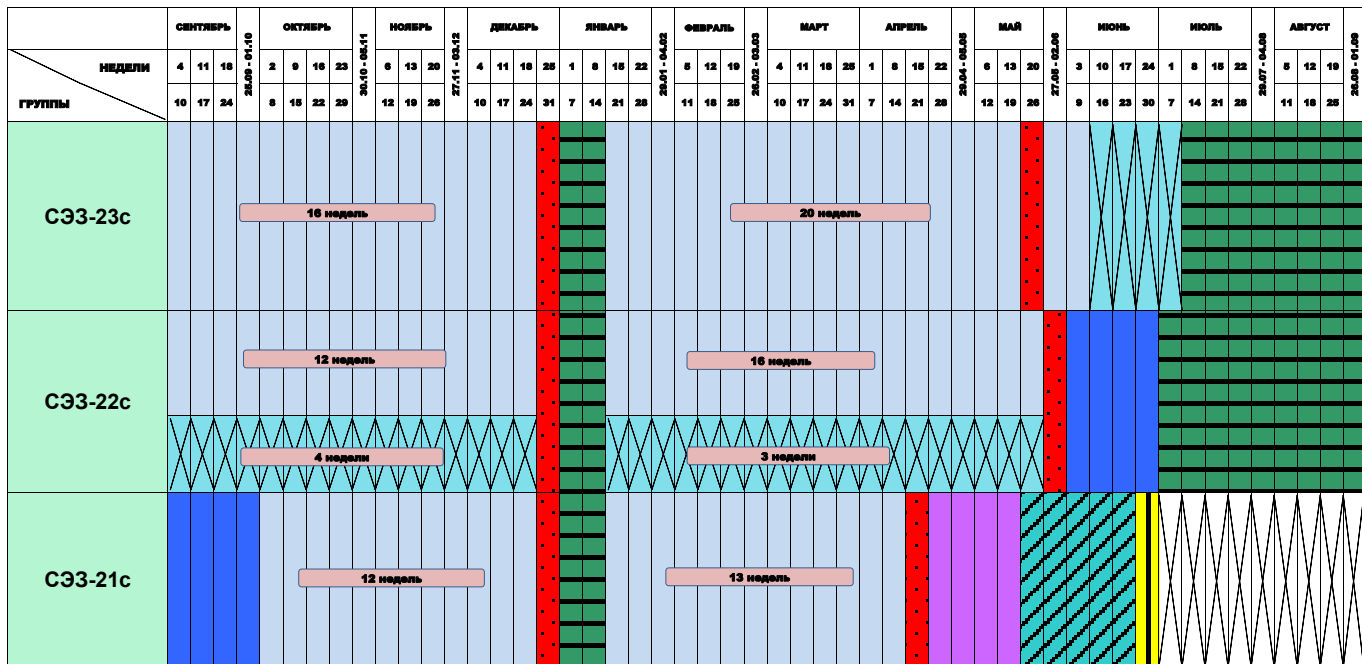 СЕНТЯБРЬ 25.09 - 01.10 ОКТЯБРЬ 30.10 - 05.11 НОЯБРЬ 27.11 - 03.12 ДЕКАБРЬ ЯНВАРЬ 29.01 - 04.02 ФЕВРАЛЬ 26.02 - 03.03 МАРТ АПРЕЛЬ 29.04 - 05.05 МАЙ 27.05 - 02.06 ИЮНЬ ИЮЛЬ 29.07 - 04.08 АВГУСТ 26.08 - 01.09
НЕДЕЛИ 4 11 18 2 9 16 23 6 13 20 4 11 18 25 1 8 15 22 5 12 19 4 11 18 25 1 8 15 22 6 13 20 3 10 17 24 1 8 15 22 5 12 19
ГРУППЫ 10 17 24 8 15 22 29 12 19 26 10 17 24 31 7 14 21 28 11 18 25 10 17 24 31 7 14 21 28 12 19 26 9 16 23 30 7 14 21 28 11 18 25
СЭЗ-23с 16 недель 20 недель
12 недель 16 недель
СЭЗ-22с
4 недели 3 недели
СЭЗ-21с 12 недель 13 недель